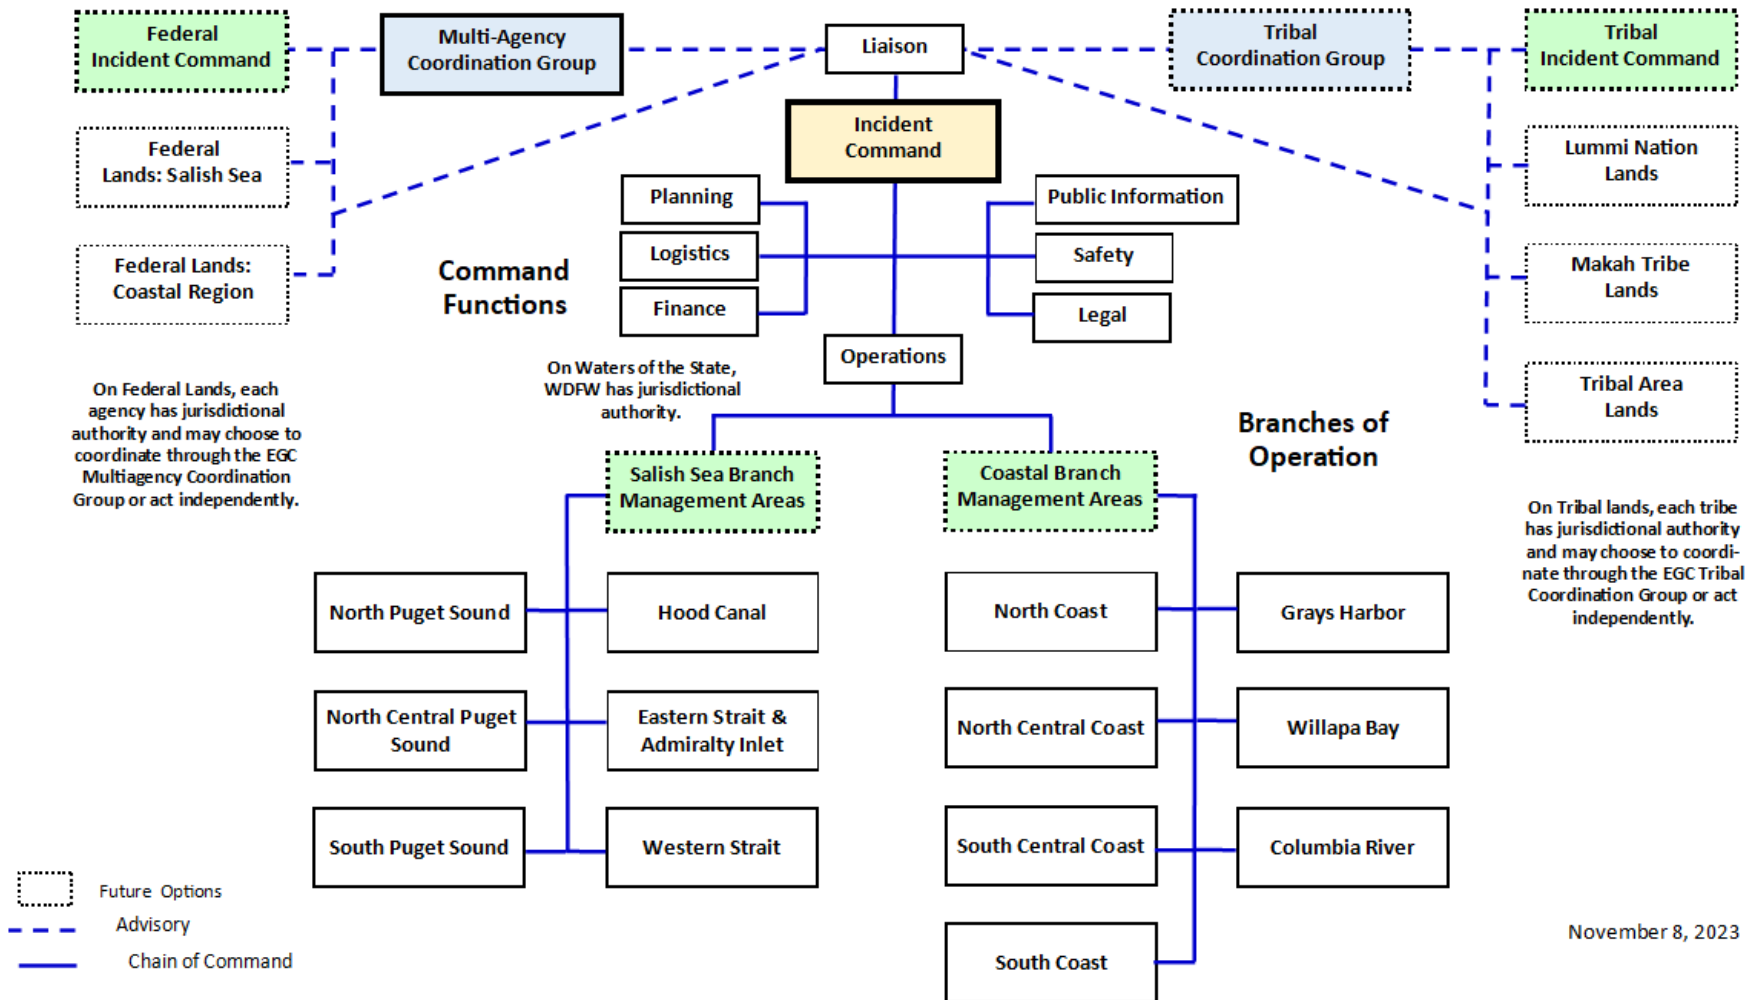 Federal
Incident Command
Multi-Agency
Coordination Group
Liaison
Tribal
Coordination Group
Tribal
Incident Command
Incident
Command
Federal
Lands: Salish Sea
Lummi Nation
Lands
Planning
Public Information
Logistics
Safety
Federal Lands:
Coastal Region
Command
Functions
Makah Tribe
Lands
Finance
Legal
Operations
On Waters of the State,
WDFW has jurisdictional
authority.
Tribal Area
Lands
On Federal Lands, each
agency has jurisdictional
authority and may choose to
coordinate through the EGC
Multiagency Coordination
Group or act independently.
Branches of
Operation
Salish Sea Branch
Management Areas
Coastal Branch
Management Areas
On Tribal lands, each tribe
has jurisdictional authority
and may choose to coordi-
nate through the EGC Tribal
Coordination Group or act
independently.
North Puget Sound
Hood Canal
North Coast
Grays Harbor
North Central Puget
Sound
Eastern Strait &
Admiralty Inlet
North Central Coast
Willapa Bay
South Puget Sound
Western Strait
South Central Coast
Columbia River
South Coast
Future Options
Advisory
Chain of Command
November 8, 2023